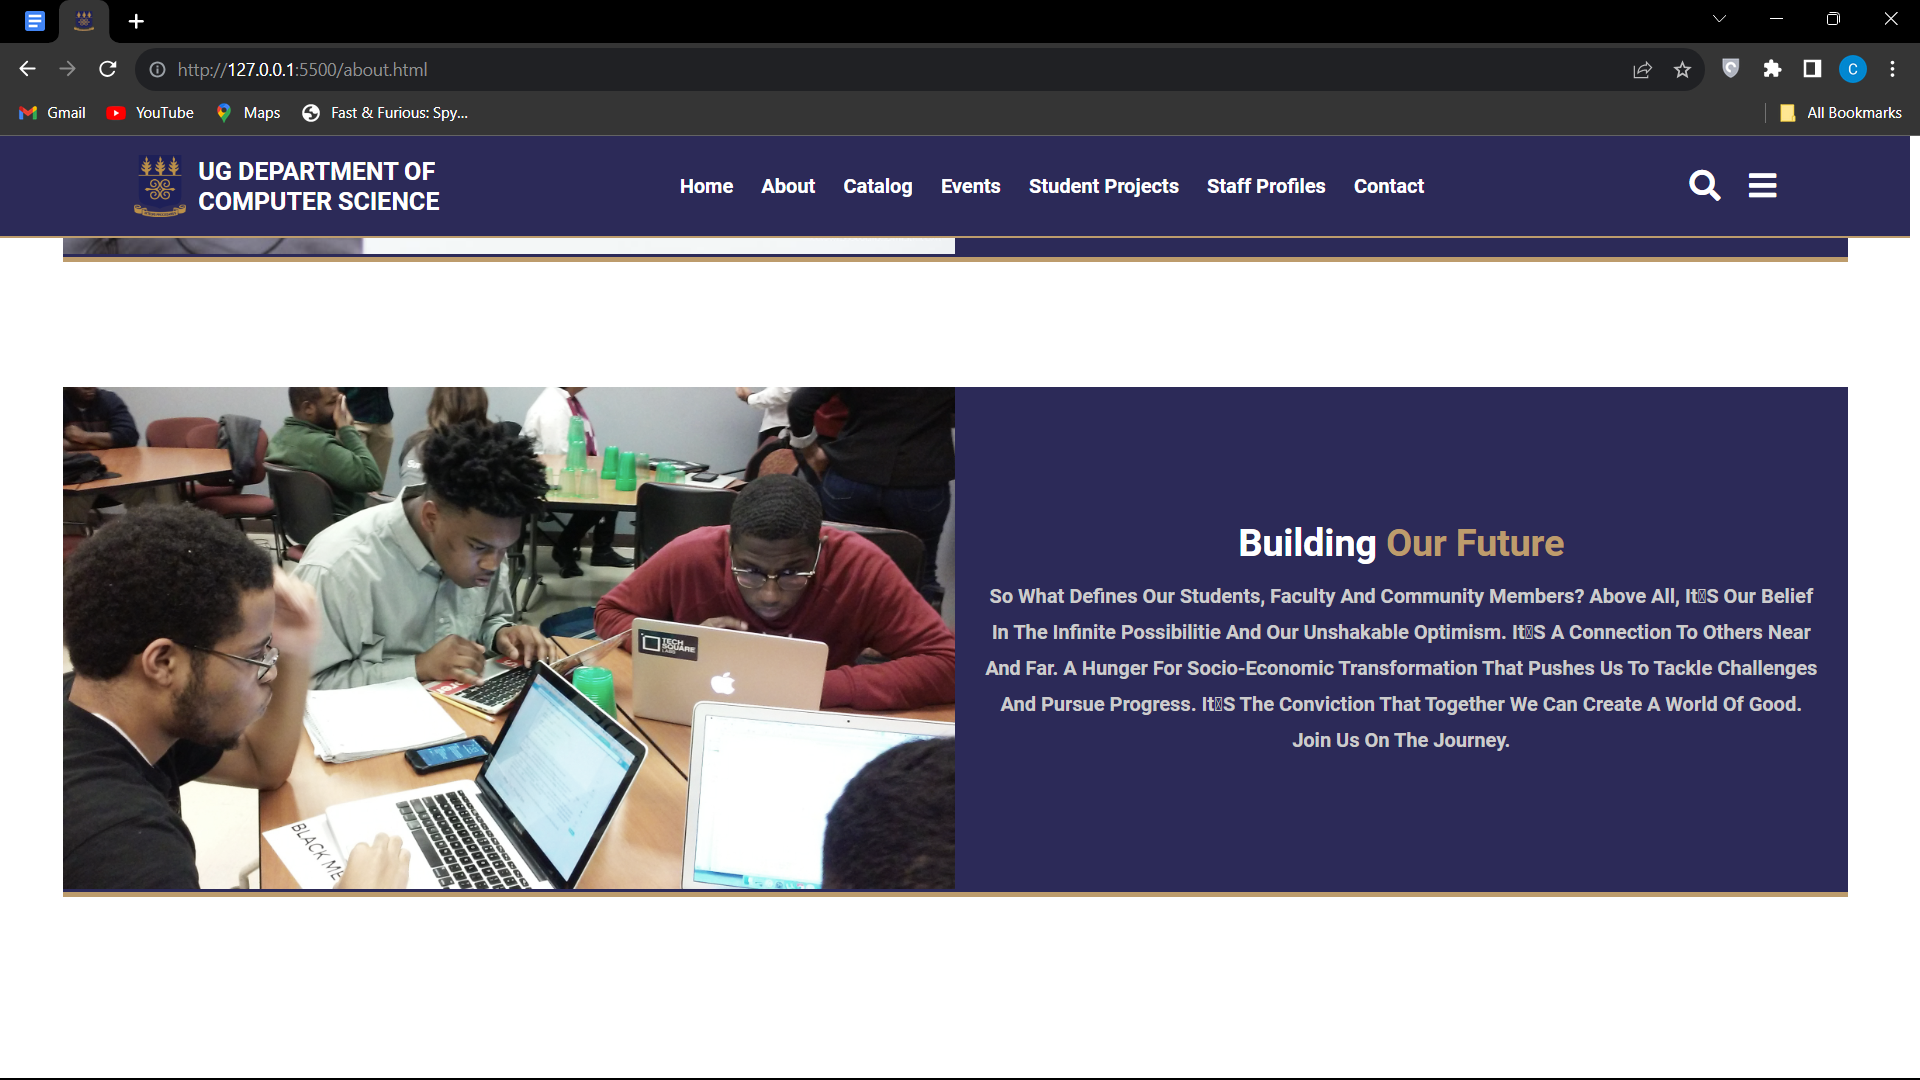 http://127.0.0.1:5500/about.html
C
Gmail
YouTube
Maps
Fast & Furious: Spy...
All Bookmarks
UG DEPARTMENT OF
COMPUTER SCIENCE
Home
About
Catalog
Events
Student Projects
Staff Profiles
Contact
TECH
SQUARE
LABS
BLACK ME
Building Our Future
So What Defines Our Students, Faculty And Community Members? Above All, It▯S Our Belief
In The Infinite Possibilitie And Our Unshakable Optimism. It▯S A Connection To Others Near
And Far. A Hunger For Socio-Economic Transformation That Pushes Us To Tackle Challenges
And Pursue Progress. It▯S The Conviction That Together We Can Create A World Of Good.
Join Us On The Journey.